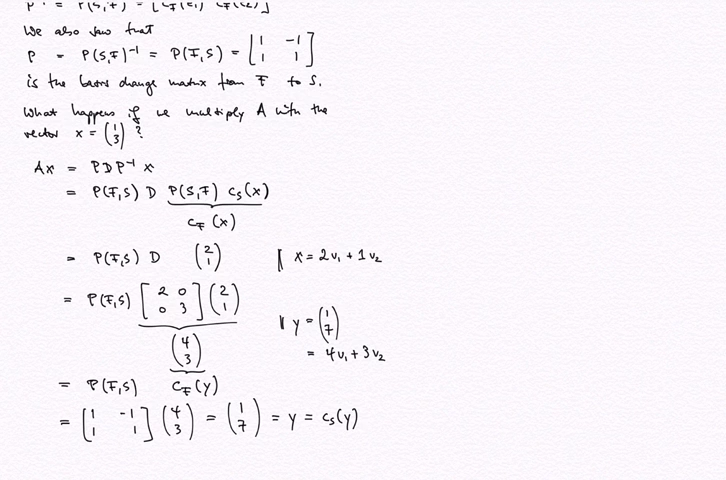 We also saw that
P = P(S,F)⁻¹ = P(F,S) = [1 -1; 1 1]
is the basis change matrix from F to S.
What happens if we multiply A with the
vector x = (1 3) ?
Ax = PDP⁻¹ x
= P(F,S) D P(S,F) c_S(x)
c_F(x)
= P(F,S) D (2 1) | x = 2v₁ + 1v₂
= P(F,S) [2 0; 0 3] (2 1)
(4 3) | y = (1 7)
= 4v₁ + 3v₂
= P(F,S) c_F(y)
= [1 -1; 1 1] (4 3) = (1 7) = y = c_S(y)